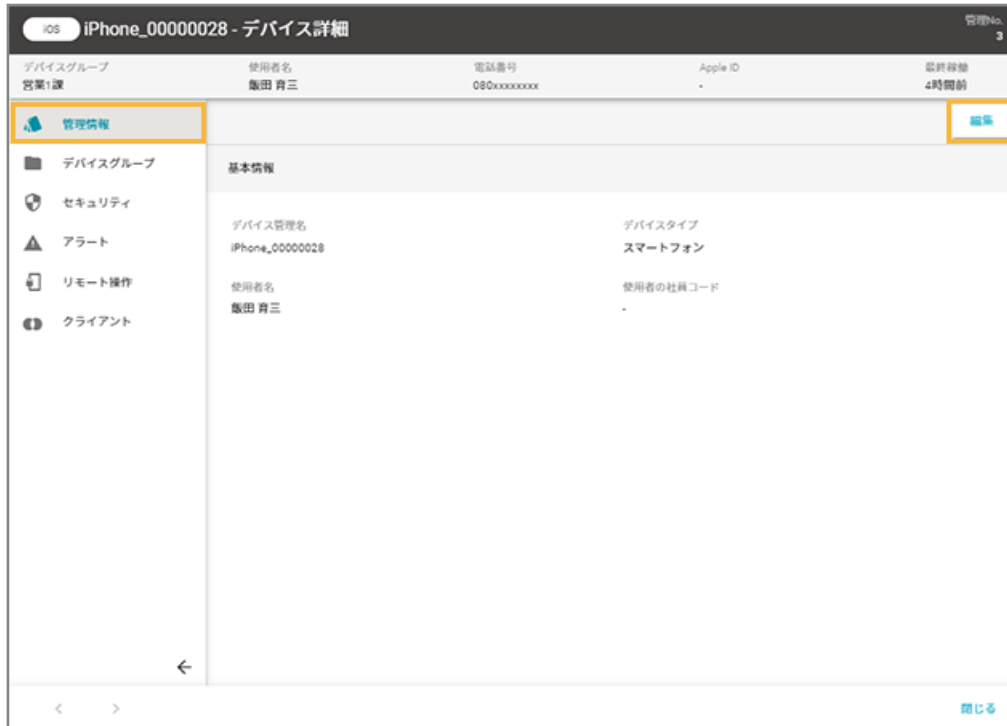 iOS iPhone_00000028 - デバイス詳細
管理No.
3
デバイスグループ 使用者名 電話番号 Apple ID 最終稼働
営業1課 飯田 育三 080xxxxxxxx - 4時間前
管理情報
編集
デバイスグループ
基本情報
セキュリティ
アラート
リモート操作
クライアント
デバイス管理名 デバイスタイプ
iPhone_00000028 スマートフォン
使用者名 使用者の社員コード
飯田 育三 -
閉じる